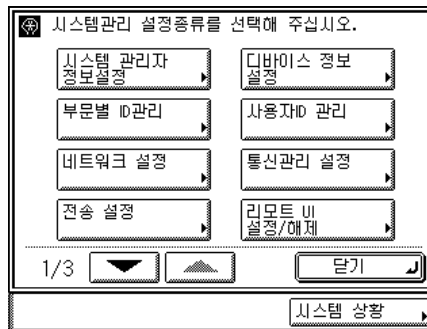 시스템관리 설정종류를 선택해 주십시오.
시스템 관리자
정보설정
디바이스 정보
설정
부문별 ID관리
사용자ID 관리
네트워크 설정
통신관리 설정
전송 설정
리모트 UI
설정/해제
1/3
닫기
시스템 상황